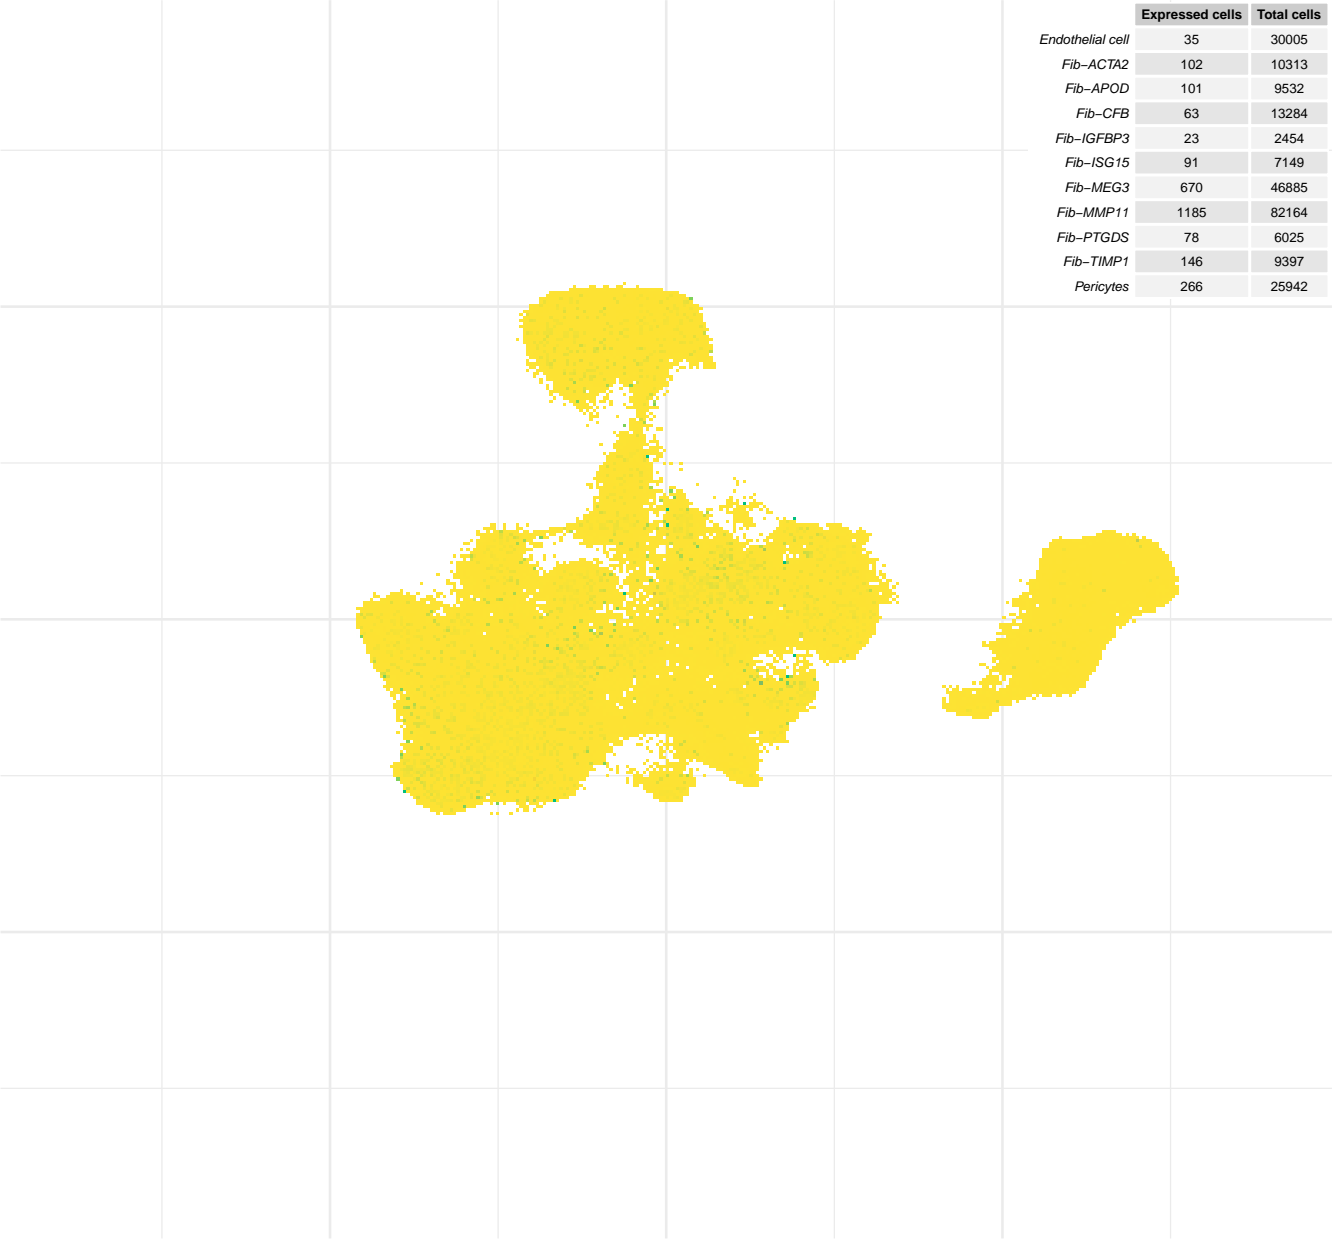 Expressed cells Total cells
Endothelial cell 35 30005
Fib−ACTA2 102 10313
Fib−APOD 101 9532
Fib−CFB 63 13284
Fib−IGFBP3 23 2454
Fib−ISG15 91 7149
Fib−MEG3 670 46885
Fib−MMP11 1185 82164
Fib−PTGDS 78 6025
Fib−TIMP1 146 9397
Pericytes 266 25942